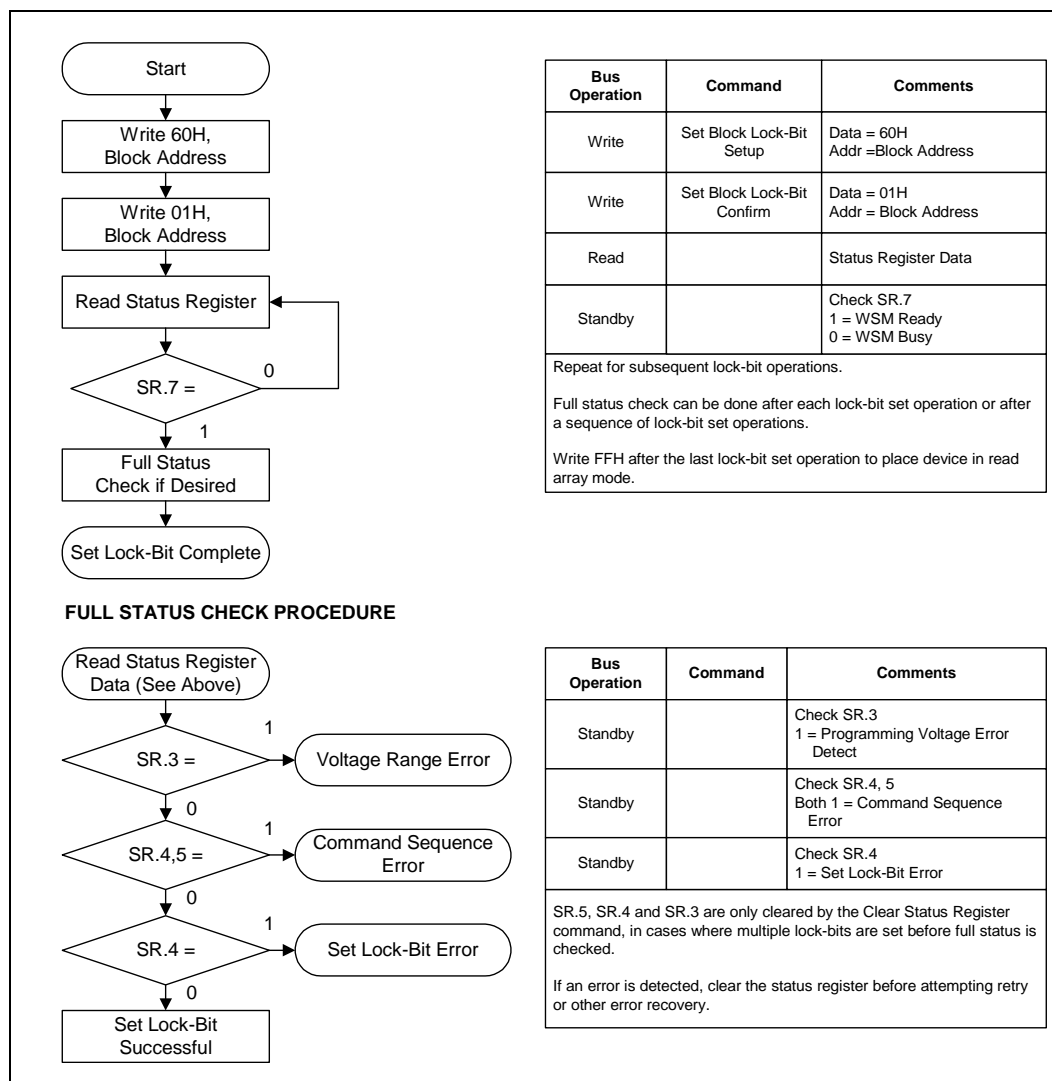 Start
Write 60H,
Block Address
Write 01H,
Block Address
Read Status Register
SR.7 =
0
1
Full Status
Check if Desired
Set Lock-Bit Complete
Bus
Operation
Command
Comments
Write
Set Block Lock-Bit
Setup
Data = 60H
Addr =Block Address
Write
Set Block Lock-Bit
Confirm
Data = 01H
Addr = Block Address
Read
Status Register Data
Standby
Check SR.7
1 = WSM Ready
0 = WSM Busy
Repeat for subsequent lock-bit operations.
Full status check can be done after each lock-bit set operation or after
a sequence of lock-bit set operations.
Write FFH after the last lock-bit set operation to place device in read
array mode.
FULL STATUS CHECK PROCEDURE
Read Status Register
Data (See Above)
SR.3 =
1
Voltage Range Error
0
SR.4,5 =
1
Command Sequence
Error
0
SR.4 =
1
Set Lock-Bit Error
0
Set Lock-Bit
Successful
Bus
Operation
Command
Comments
Standby
Check SR.3
1 = Programming Voltage Error
Detect
Standby
Check SR.4, 5
Both 1 = Command Sequence
Error
Standby
Check SR.4
1 = Set Lock-Bit Error
SR.5, SR.4 and SR.3 are only cleared by the Clear Status Register
command, in cases where multiple lock-bits are set before full status is
checked.
If an error is detected, clear the status register before attempting retry
or other error recovery.